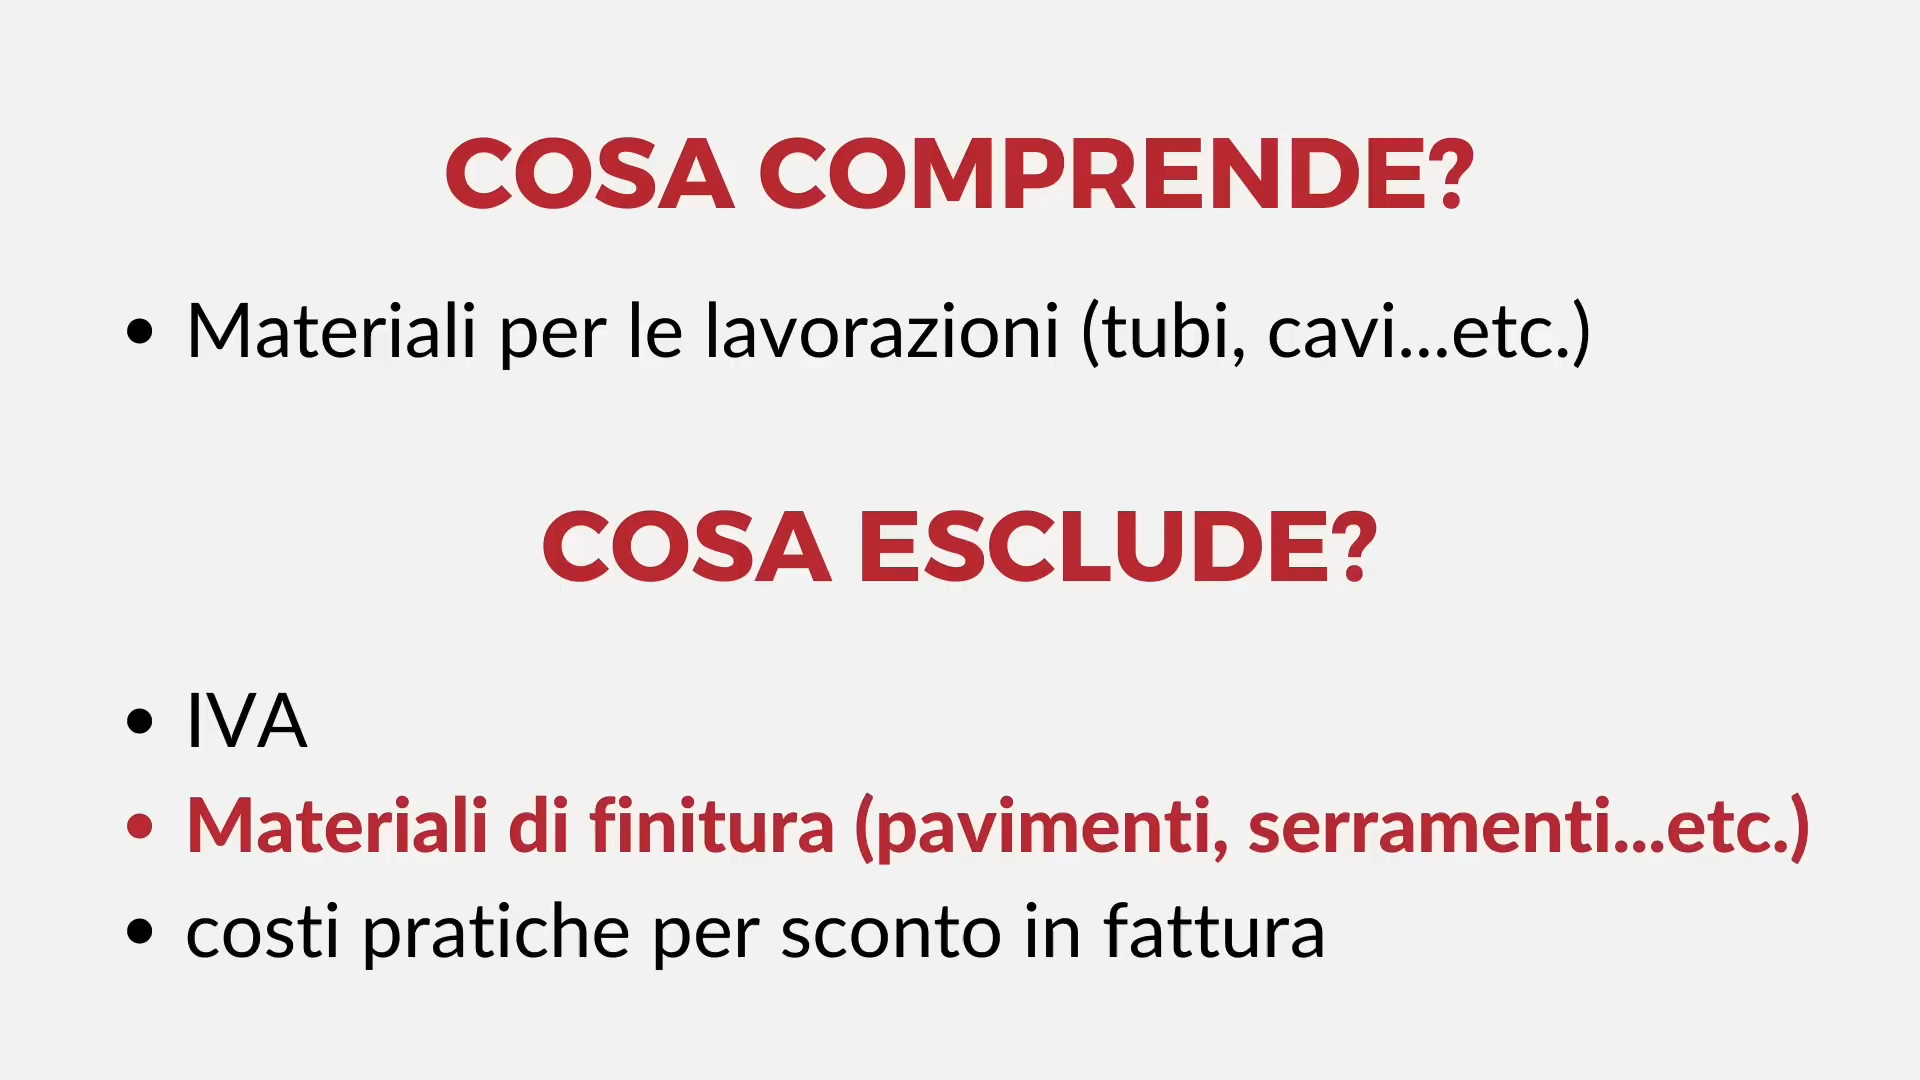 COSA COMPRENDE?
• Materiali per le lavorazioni (tubi, cavi...etc.)
COSA ESCLUDE?
• IVA
• Materiali di finitura (pavimenti, serramenti...etc.)
• costi pratiche per sconto in fattura